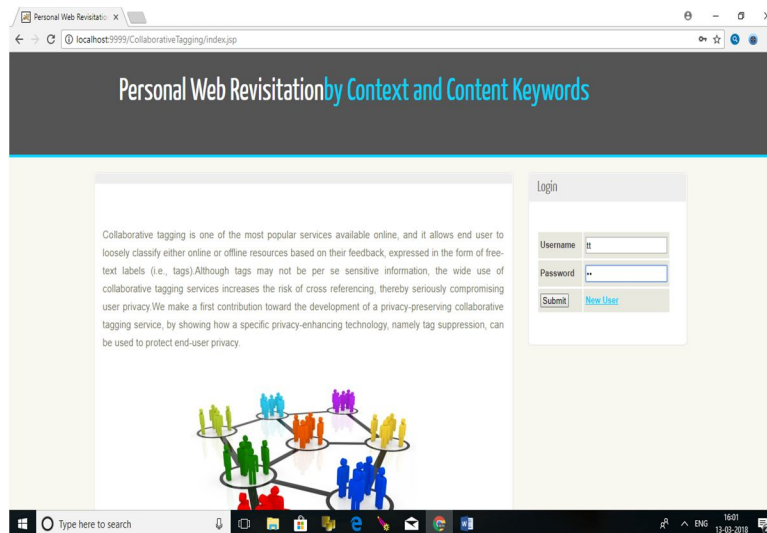 Personal Web Revisitatio
localhost:9999/CollaborativeTagging/index.jsp
Personal Web Revisitationby Context and Content Keywords
Collaborative tagging is one of the most popular services available online, and it allows end user to
loosely classify either online or offline resources based on their feedback, expressed in the form of free-
text labels (i.e., tags).Although tags may not be per se sensitive information, the wide use of
collaborative tagging services increases the risk of cross referencing, thereby seriously compromising
user privacy.We make a first contribution toward the development of a privacy-preserving collaborative
tagging service, by showing how a specific privacy-enhancing technology, namely tag suppression, can
be used to protect end-user privacy.
Login
Username tt
Password ••
Submit New User
Type here to search
ENG
16:01
13-03-2018